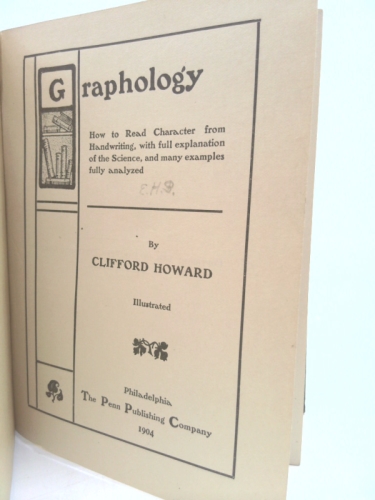 Graphology
How to Read Character from
Handwriting, with full explanation
of the Science, and many examples
fully analyzed
By
CLIFFORD HOWARD
Illustrated
Philadelphia
The Penn Publishing Company
1904